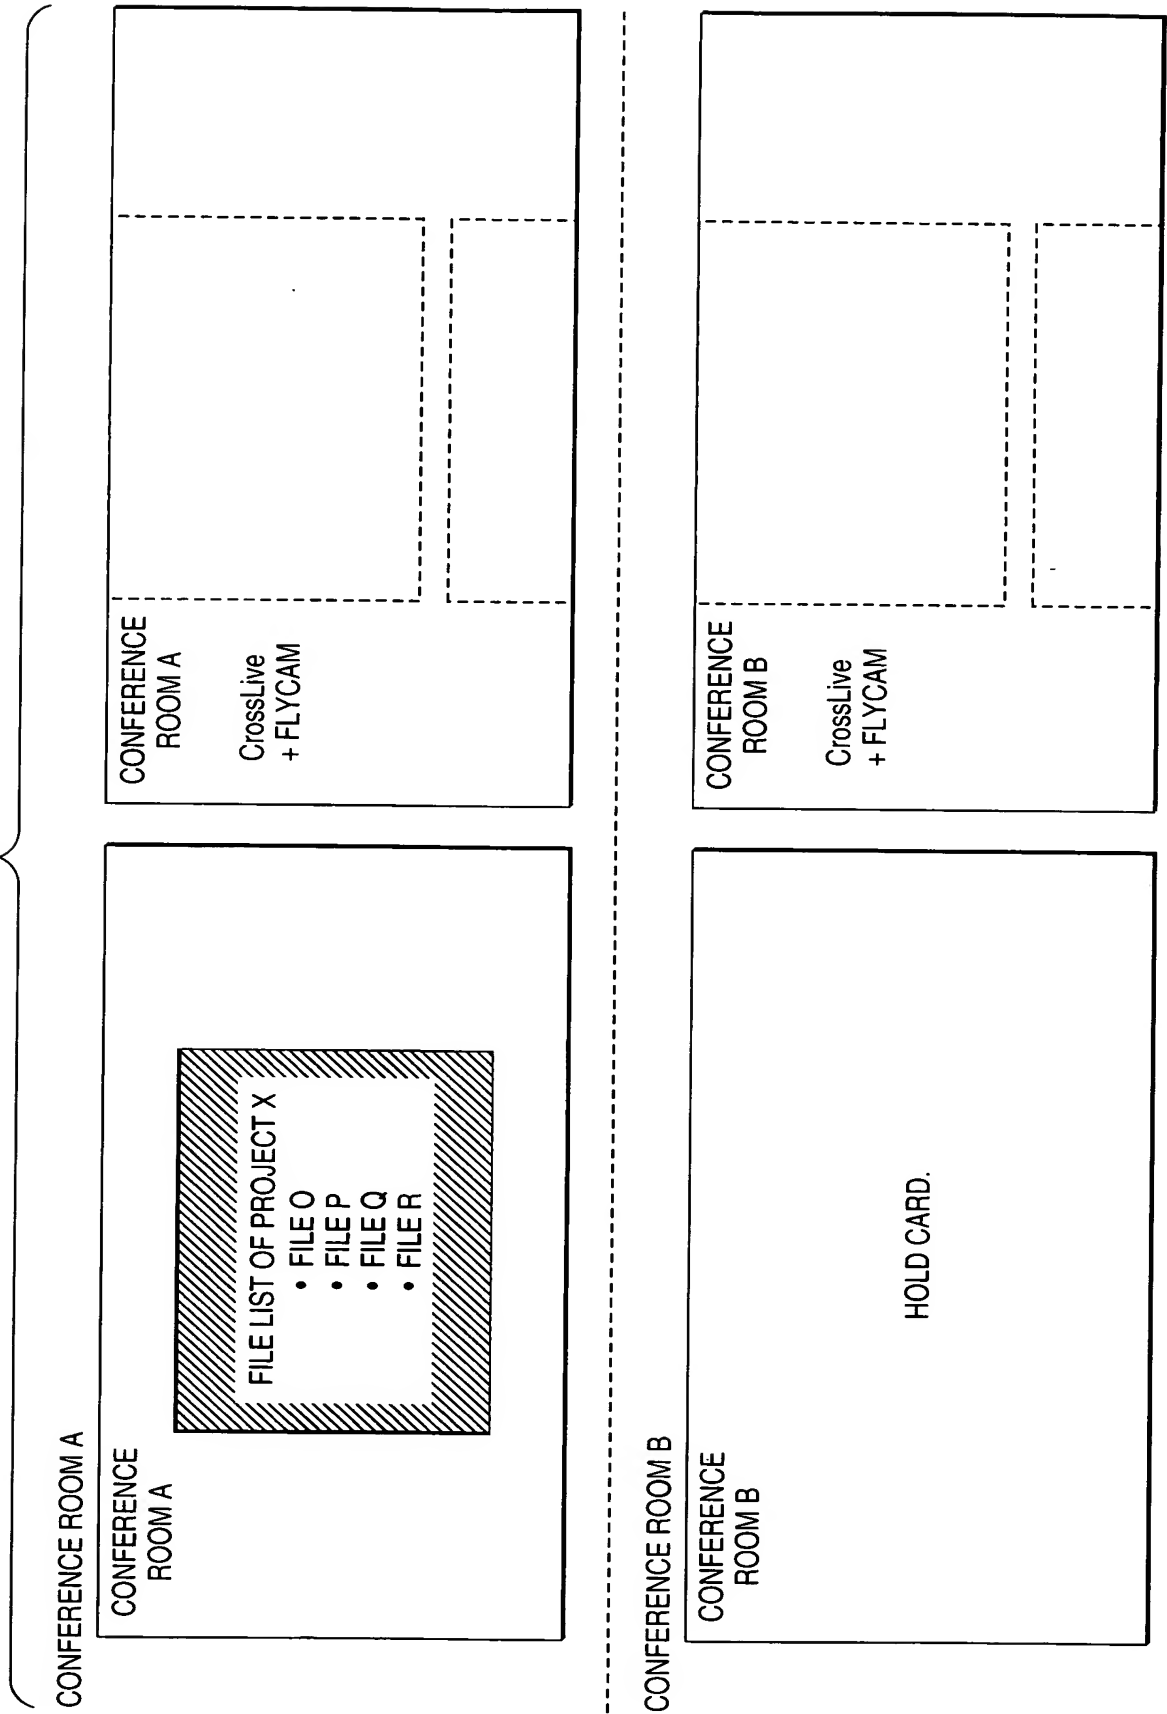 CONFERENCE ROOM A
CONFERENCE
ROOM A
FILE LIST OF PROJECT X
• FILE O
• FILE P
• FILE Q
• FILE R
CONFERENCE
ROOM A
CrossLive
+ FLYCAM
CONFERENCE ROOM B
CONFERENCE
ROOM B
HOLD CARD.
CONFERENCE
ROOM B
CrossLive
+ FLYCAM